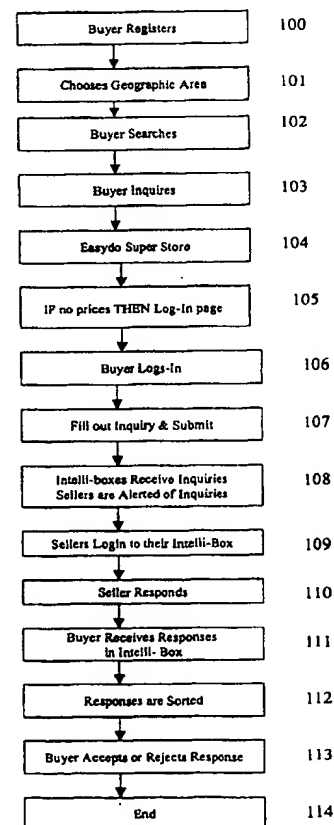 Buyer Registers 100
Chooses Geographic Area 101
Buyer Searches 102
Buyer Inquires 103
Easydo Super Store 104
IF no prices THEN Log-In page 105
Buyer Logs-In 106
Fill out Inquiry & Submit 107
Intelli-boxes Receive Inquiries 108
Sellers are Alerted of Inquiries
Sellers Login to their Intelli-Box 109
Seller Responds 110
Buyer Receives Responses 111
in Intelli- Box
Responses are Sorted 112
Buyer Accepts or Rejects Response 113
End 114